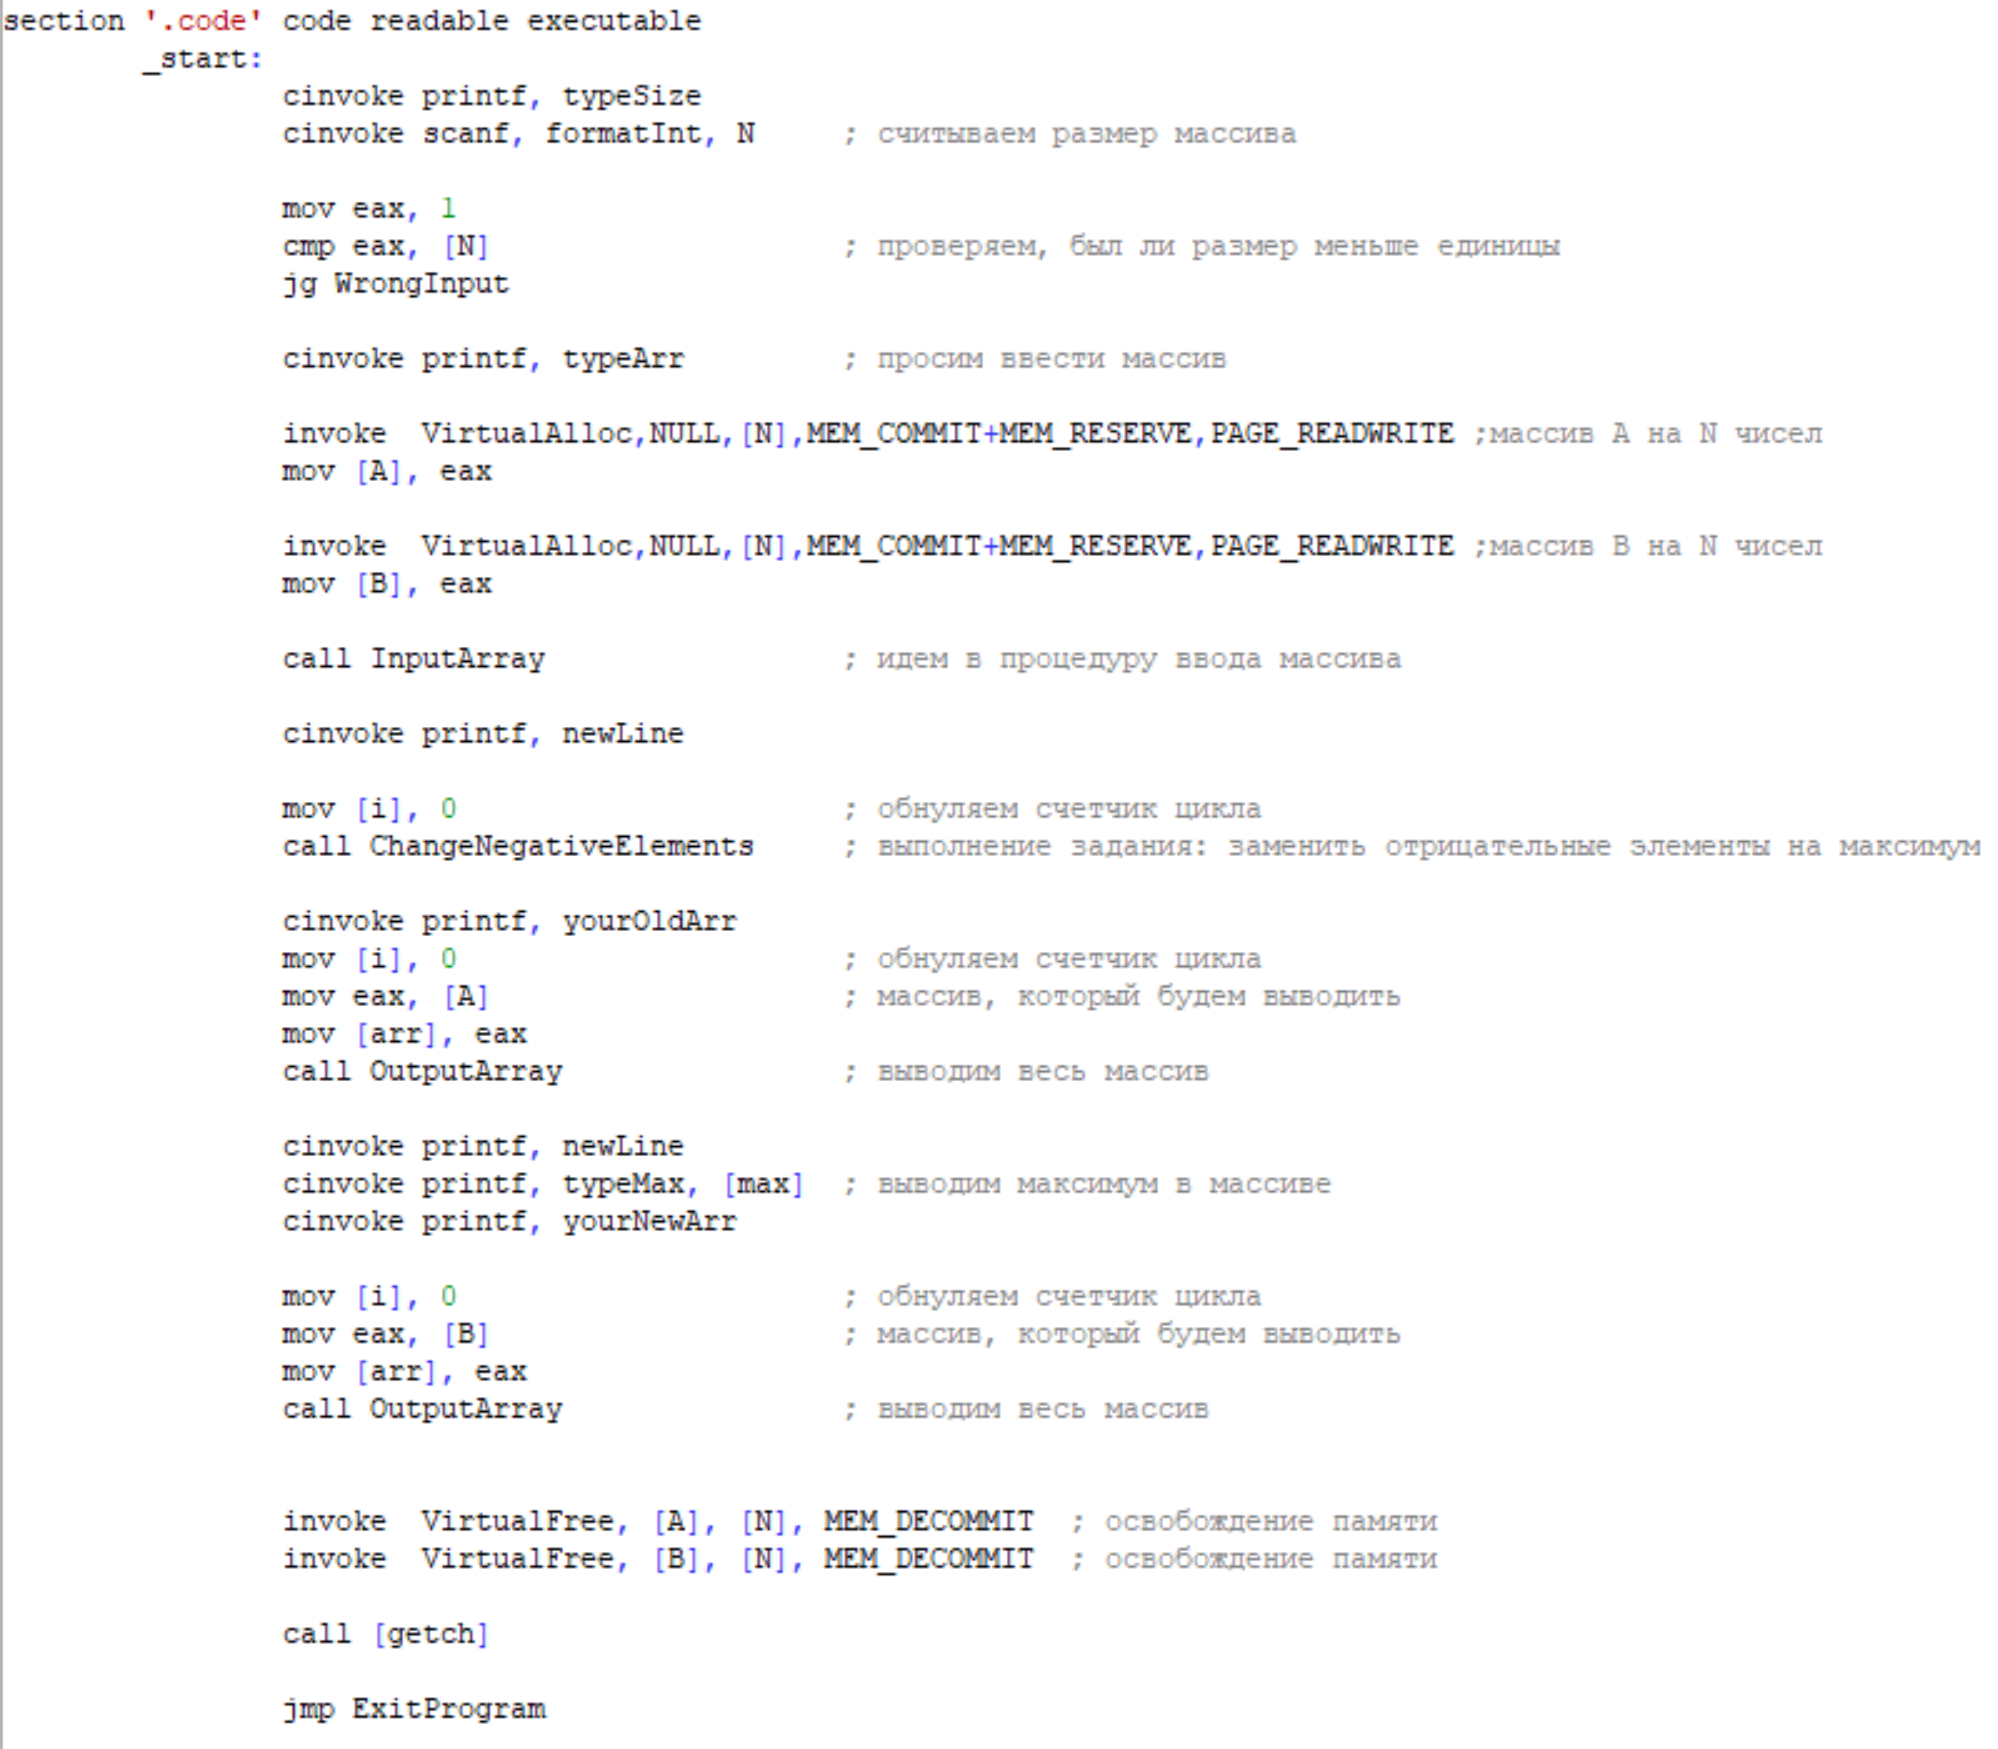 section '.code' code readable executable
_start:
cinvoke printf, typeSize
cinvoke scanf, formatInt, N ; считываем размер массива
mov eax, 1
cmp eax, [N] ; проверяем, был ли размер меньше единицы
jg WrongInput
cinvoke printf, typeArr ; просим ввести массив
invoke VirtualAlloc,NULL,[N],MEM_COMMIT+MEM_RESERVE,PAGE_READWRITE ;массив A на N чисел
mov [A], eax
invoke VirtualAlloc,NULL,[N],MEM_COMMIT+MEM_RESERVE,PAGE_READWRITE ;массив B на N чисел
mov [B], eax
call InputArray ; идем в процедуру ввода массива
cinvoke printf, newLine
mov [i], 0 ; обнуляем счетчик цикла
call ChangeNegativeElements ; выполнение задания: заменить отрицательные элементы на максимум
cinvoke printf, yourOldArr
mov [i], 0 ; обнуляем счетчик цикла
mov eax, [A] ; массив, который будем выводить
mov [arr], eax
call OutputArray ; выводим весь массив
cinvoke printf, newLine
cinvoke printf, typeMax, [max] ; выводим максимум в массиве
cinvoke printf, yourNewArr
mov [i], 0 ; обнуляем счетчик цикла
mov eax, [B] ; массив, который будем выводить
mov [arr], eax
call OutputArray ; выводим весь массив
invoke VirtualFree, [A], [N], MEM_DECOMMIT ; освобождение памяти
invoke VirtualFree, [B], [N], MEM_DECOMMIT ; освобождение памяти
call [getch]
jmp ExitProgram